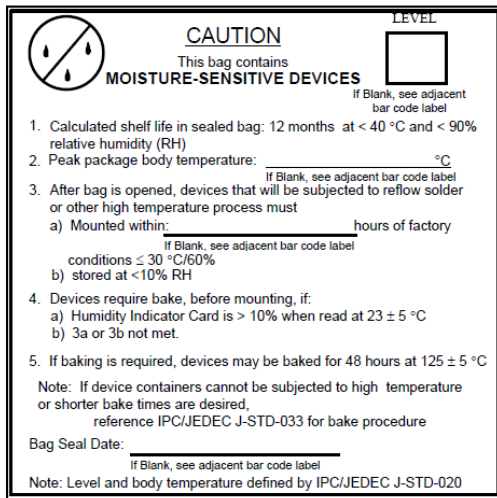 LEVEL
CAUTION
This bag contains
MOISTURE-SENSITIVE DEVICES
If Blank, see adjacent
bar code label
1. Calculated shelf life in sealed bag: 12 months at < 40 °C and < 90%
relative humidity (RH)
2. Peak package body temperature: °C
If Blank, see adjacent bar code label
3. After bag is opened, devices that will be subjected to reflow solder
or other high temperature process must
a) Mounted within: hours of factory
If Blank, see adjacent bar code label
conditions ≤ 30 °C/60%
b) stored at <10% RH
4. Devices require bake, before mounting, if:
a) Humidity Indicator Card is > 10% when read at 23 ± 5 °C
b) 3a or 3b not met.
5. If baking is required, devices may be baked for 48 hours at 125 ± 5 °C
Note: If device containers cannot be subjected to high temperature
or shorter bake times are desired,
reference IPC/JEDEC J-STD-033 for bake procedure
Bag Seal Date:
If Blank, see adjacent bar code label
Note: Level and body temperature defined by IPC/JEDEC J-STD-020